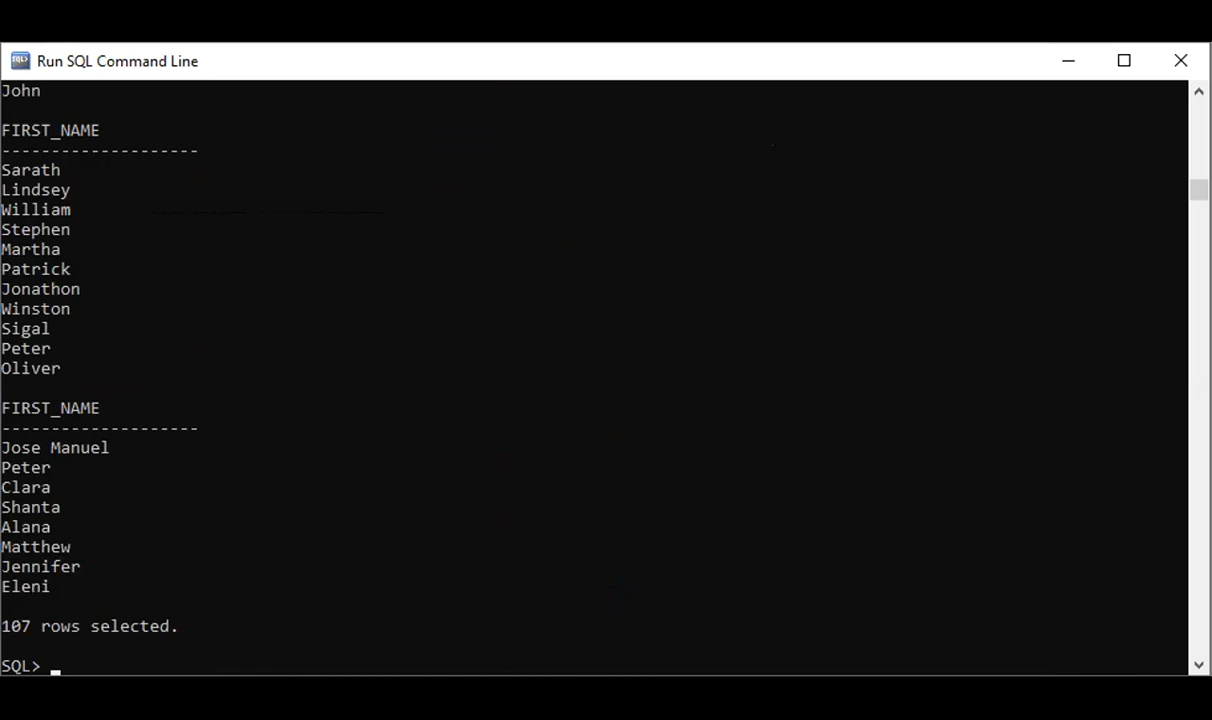 Run SQL Command Line
John
FIRST_NAME
--------------------
Sarath
Lindsey
William
Stephen
Martha
Patrick
Jonathon
Winston
Sigal
Peter
Oliver
FIRST_NAME
--------------------
Jose Manuel
Peter
Clara
Shanta
Alana
Matthew
Jennifer
Eleni
107 rows selected.
SQL>